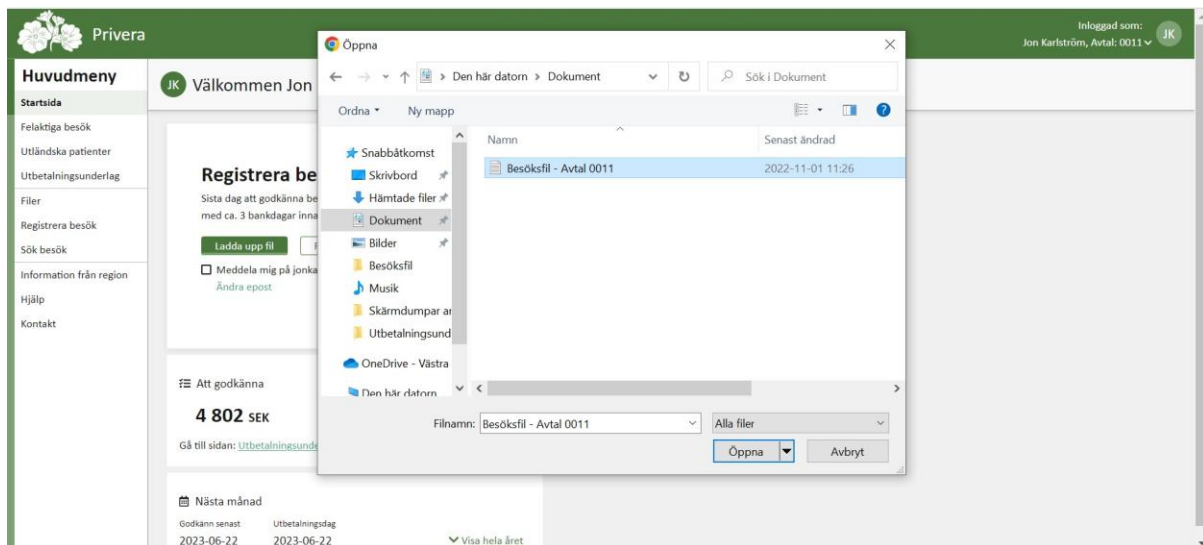 Privera
Inloggad som:
Jon Karlström, Avtal: 0011
JK
Huvudmeny
Startsida
Felaktiga besök
Utländska patienter
Utbetalningsunderlag
Filer
Registrera besök
Sök besök
Information från region
Hjälp
Kontakt
JK Välkommen Jon
Registrera be
Sista dag att godkänna be
med ca. 3 bankdagar inna
Ladda upp fil
Meddela mig på jonka
Ändra epost
Att godkänna
4 802 SEK
Gå till sidan: Utbetalningsunde
Nästa månad
Godkänn senast Utbetalningsdag
2023-06-22 2023-06-22 Visa hela året
Öppna
Den här datorn > Dokument
Sök i Dokument
Ordna Ny mapp
Namn Senast ändrad
Besöksfil - Avtal 0011 2022-11-01 11:26
Snabbåtkomst
Skrivbord
Hämtade filer
Dokument
Bilder
Besöksfil
Musik
Skärmdumpar ar
Utbetalningsund
OneDrive - Västra
Den här datorn
Filnamn: Besöksfil - Avtal 0011 Alla filer
Öppna Avbryt